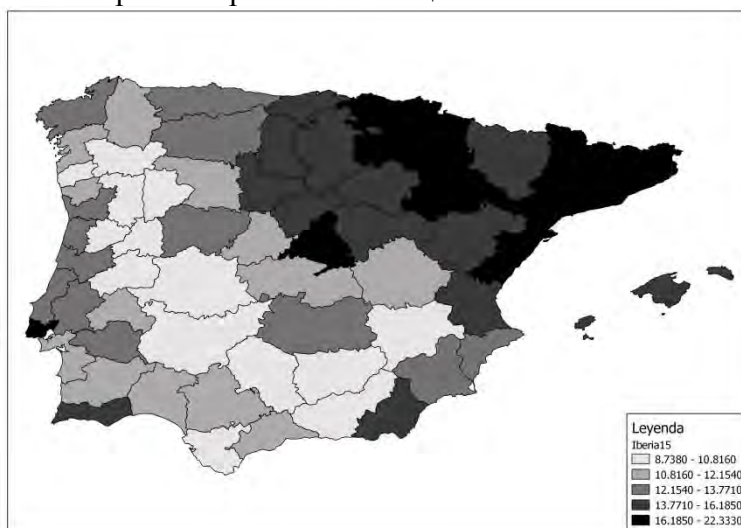 Leyenda
Iberia15
8.7380 - 10.8160
10.8160 - 12.1540
12.1540 - 13.7710
13.7710 - 16.1850
16.1850 - 22.3330